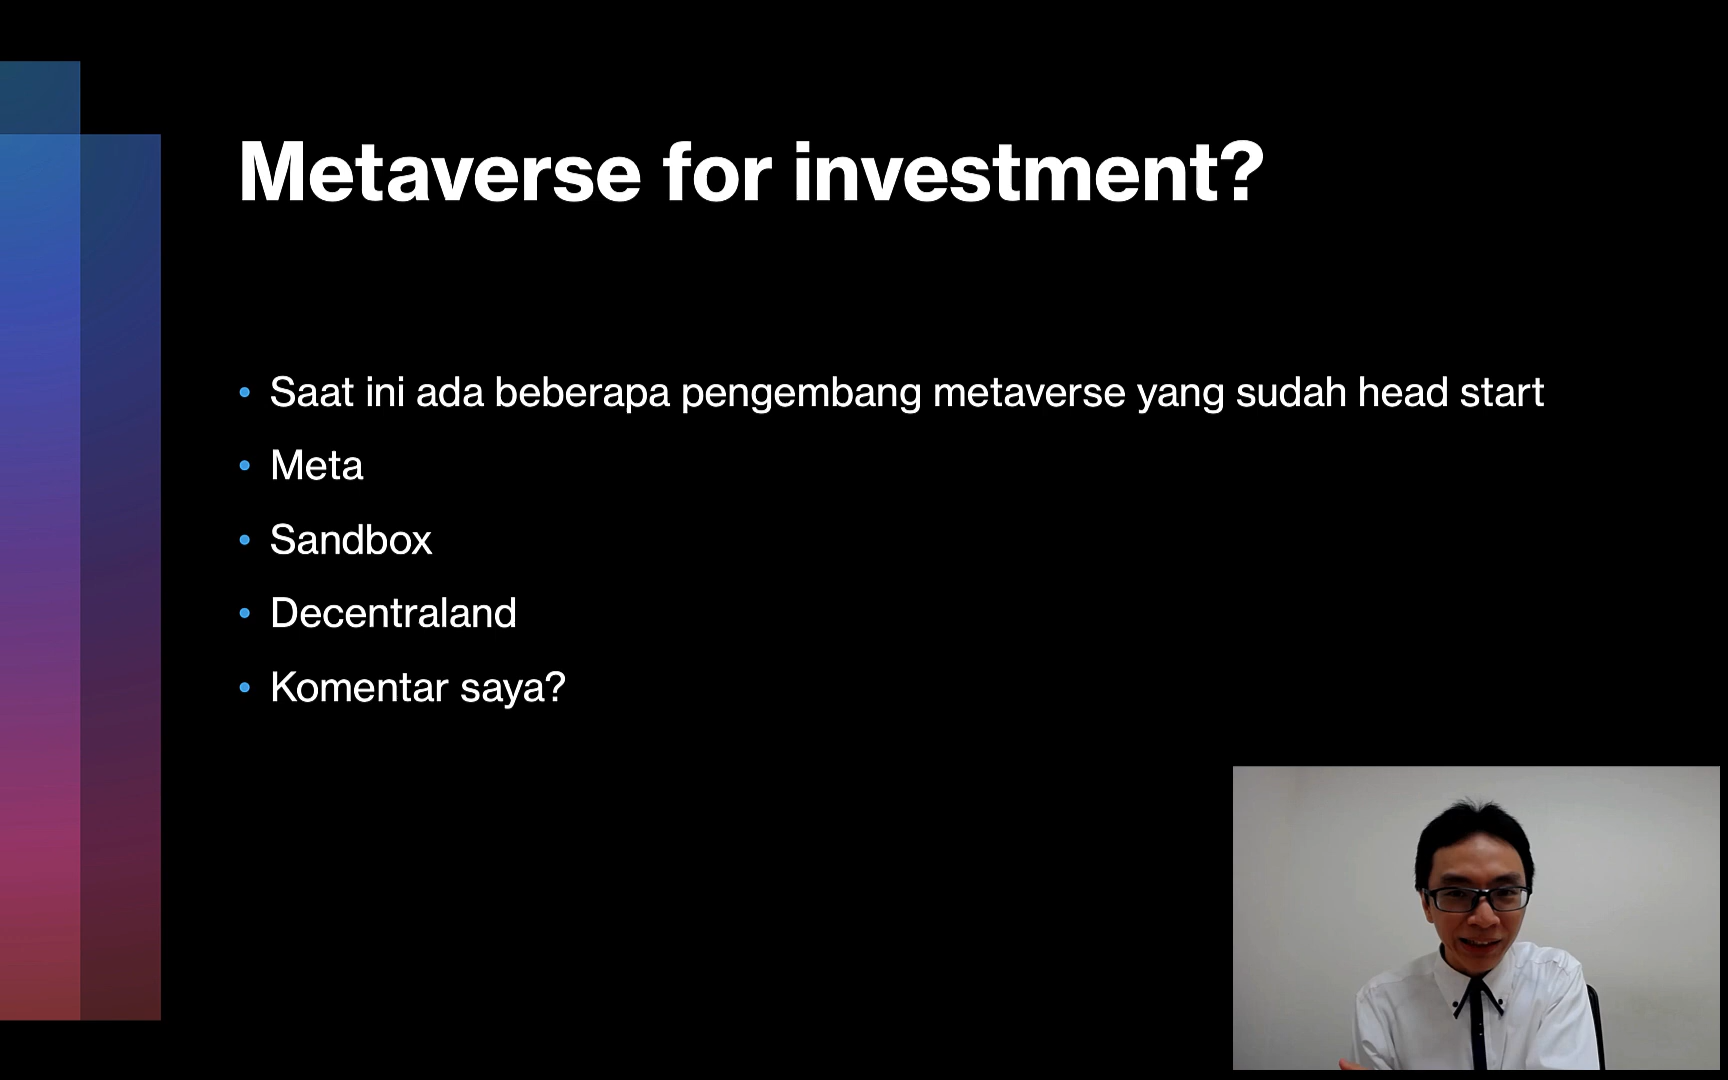 Metaverse for investment?
• Saat ini ada beberapa pengembang metaverse yang sudah head start
• Meta
• Sandbox
• Decentraland
• Komentar saya?